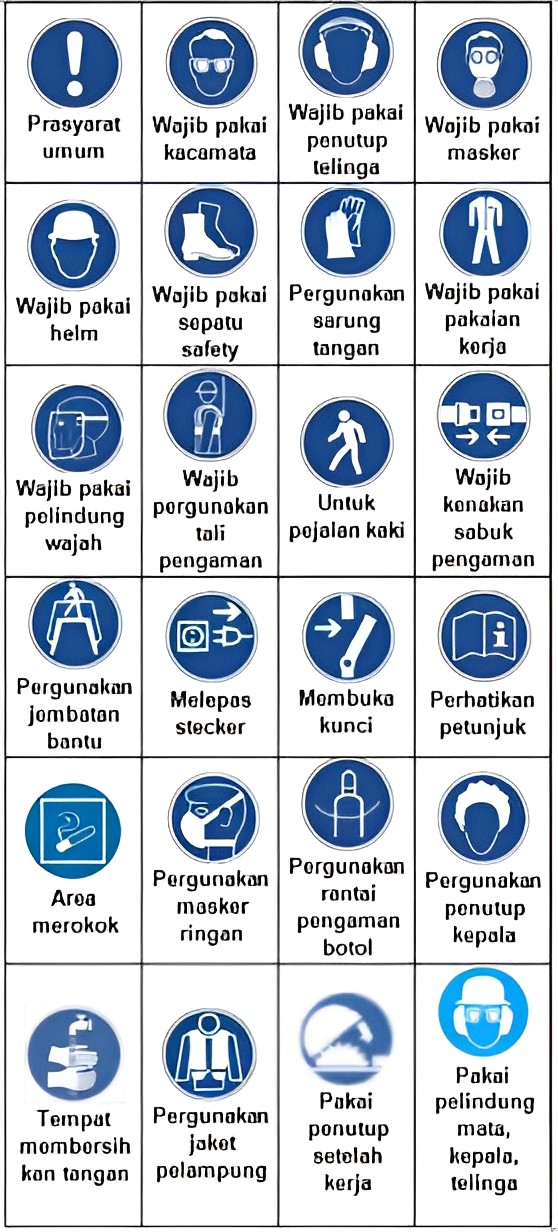 Prasyarat
umum
Wajib pakai
kacamata
Wajib pakai
penutup
telinga
Wajib pakai
masker
Wajib pakai
helm
Wajib pakai
sepatu
safety
Pergunakan
sarung
tangan
Wajib pakai
pakaian
kerja
Wajib pakai
pelindung
wajah
Wajib
pergunakan
tali
pengaman
Untuk
pejalan kaki
Wajib
kenakan
sabuk
pengaman
Pergunakan
jembatan
bantu
Melepas
stecker
Membuka
kunci
Perhatikan
petunjuk
Area
merokok
Pergunakan
masker
ringan
Pergunakan
rantai
pengaman
botol
Pergunakan
penutup
kepala
Tempat
membersih
kan tangan
Pergunakan
jaket
pelampung
Pakai
penutup
setelah
kerja
Pakai
pelindung
mata,
kepala,
telinga